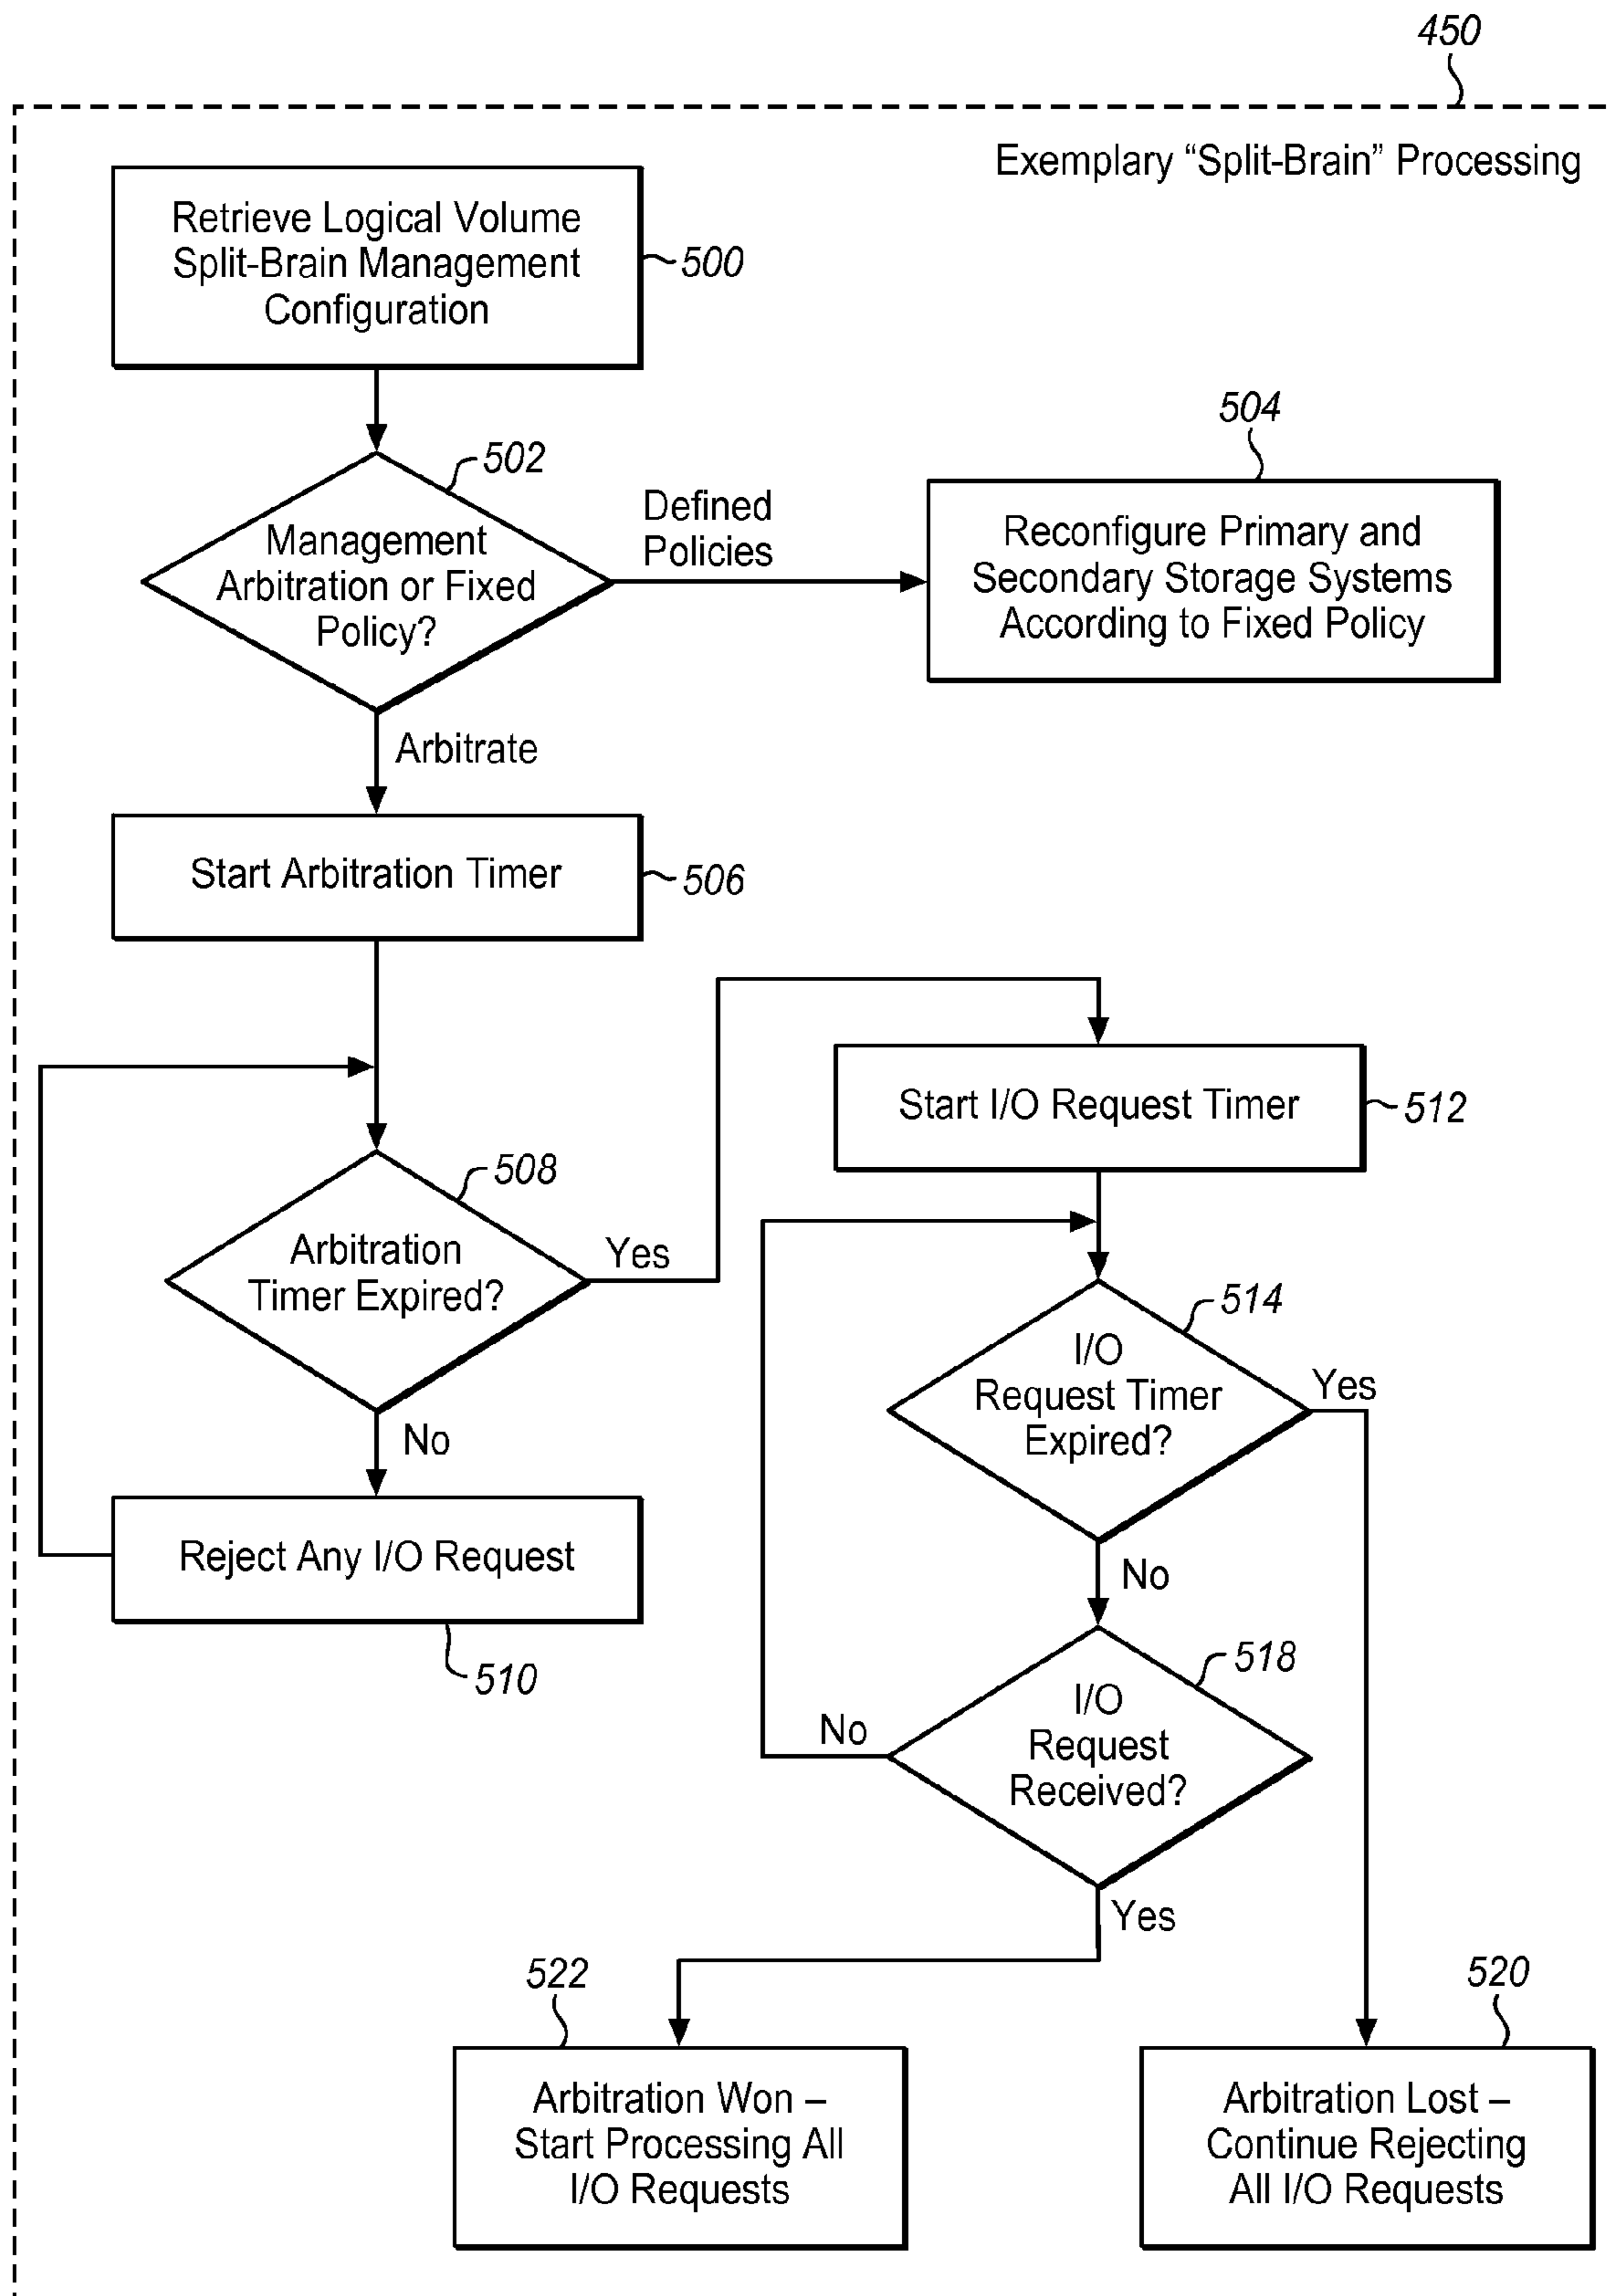 450
Exemplary “Split-Brain” Processing
Retrieve Logical Volume
Split-Brain Management
Configuration
500
502
Management
Arbitration or Fixed
Policy?
Defined
Policies
504
Reconfigure Primary and
Secondary Storage Systems
According to Fixed Policy
Arbitrate
Start Arbitration Timer
506
Start I/O Request Timer
512
508
Arbitration
Timer Expired?
Yes
No
Reject Any I/O Request
510
514
I/O
Request Timer
Expired?
Yes
No
518
I/O
Request
Received?
No
Yes
522
Arbitration Won –
Start Processing All
I/O Requests
520
Arbitration Lost –
Continue Rejecting
All I/O Requests